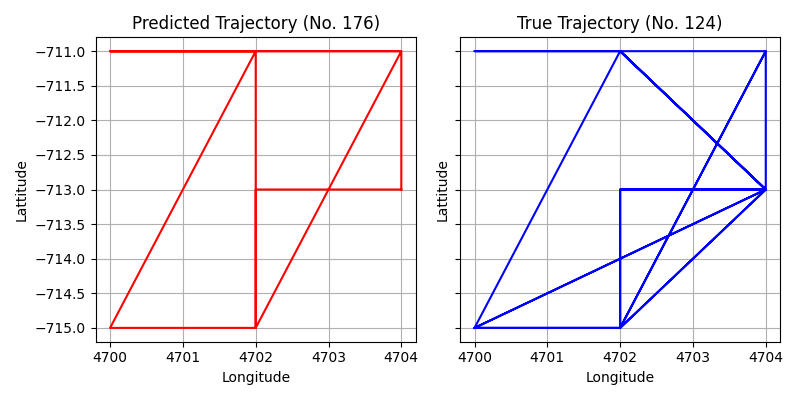 Predicted Trajectory (No. 176)
True Trajectory (No. 124)
−711.0
−711.5
−712.0
−712.5
−713.0
−713.5
−714.0
−714.5
−715.0
Lattitude
Lattitude
4700 4701 4702 4703 4704
4700 4701 4702 4703 4704
Longitude
Longitude